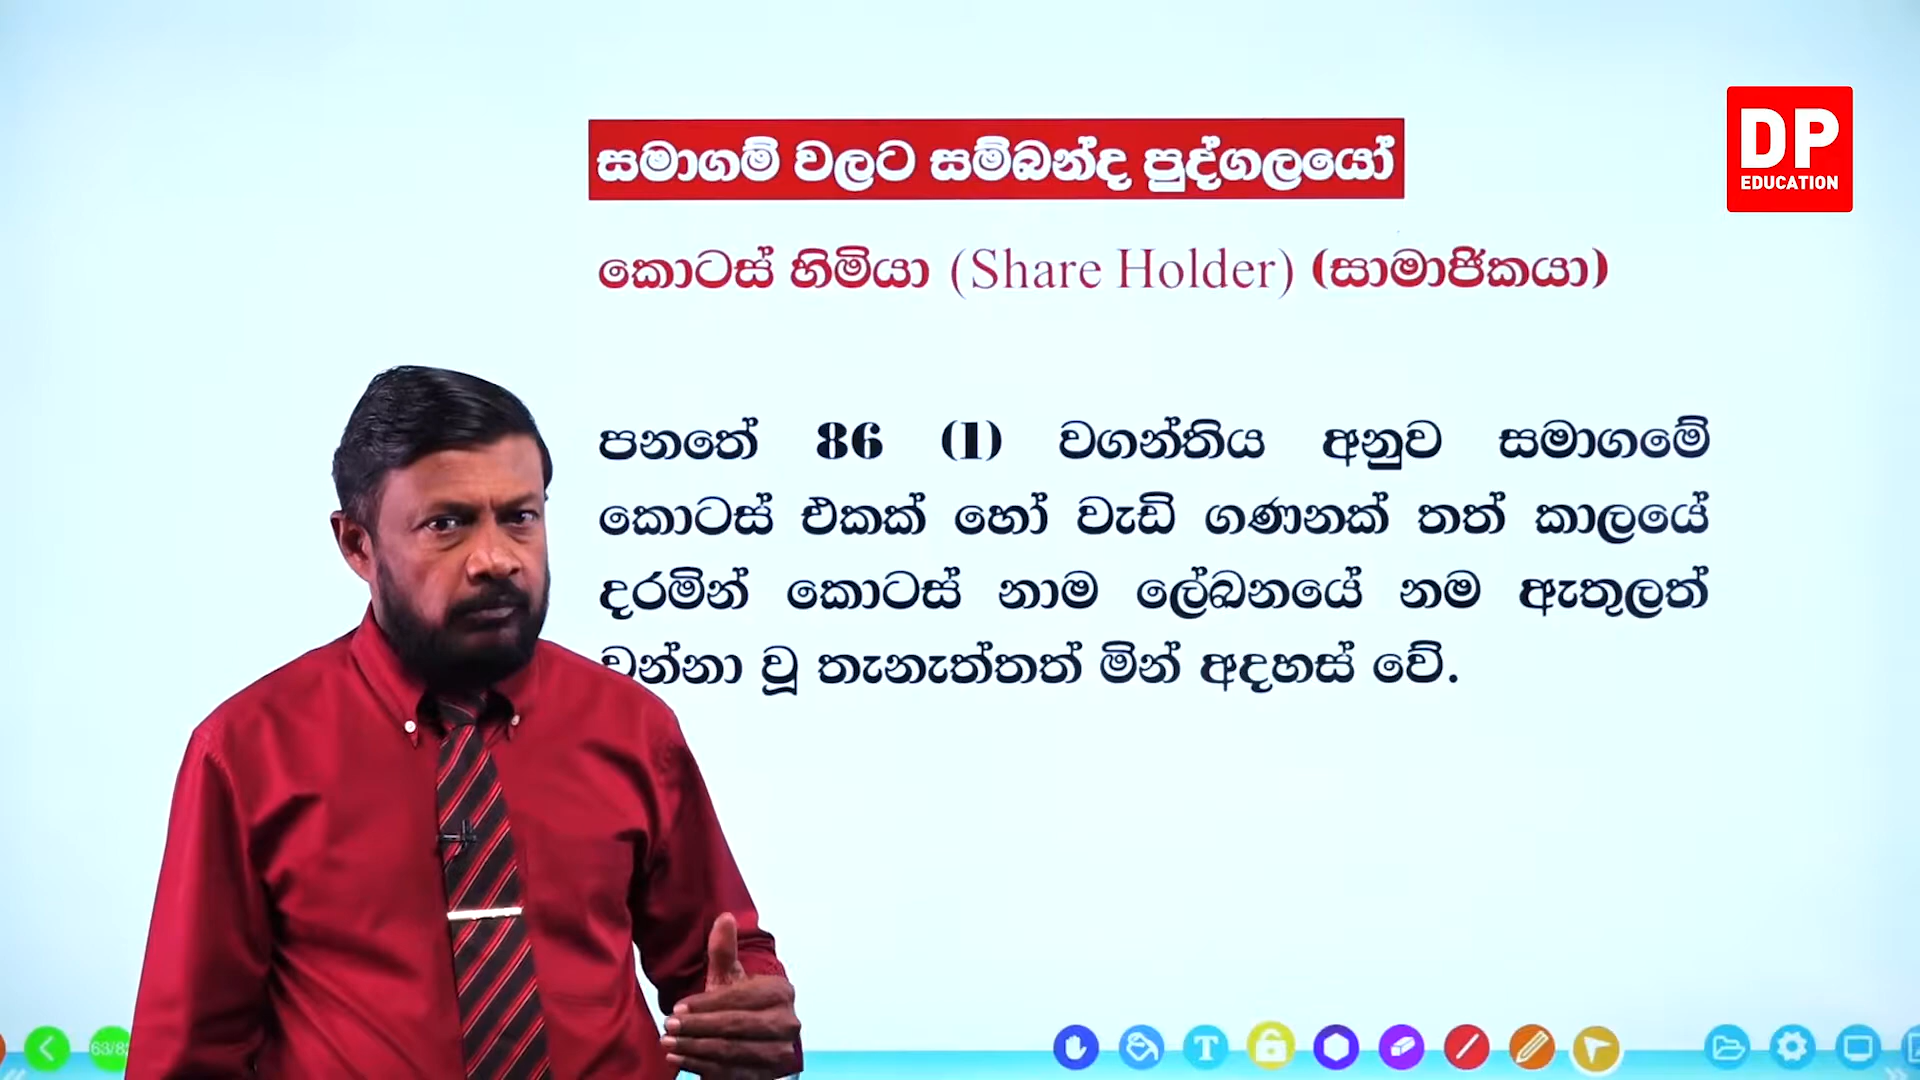 සමාගම් වලට සම්බන්ද පුද්ගලයෝ
DP
EDUCATION
කොටස් හිමියා (Share Holder) (සාමාජිකයා)
පනතේ 86 (1) වගන්තිය අනුව සමාගමේ
කොටස් එකක් හෝ වැඩි ගණනක් තත් කාලයේ
දරමින් කොටස් නාම ලේඛනයේ නම ඇතුලත්
වන්නා වූ තැනැත්තත් මින් අදහස් වේ.